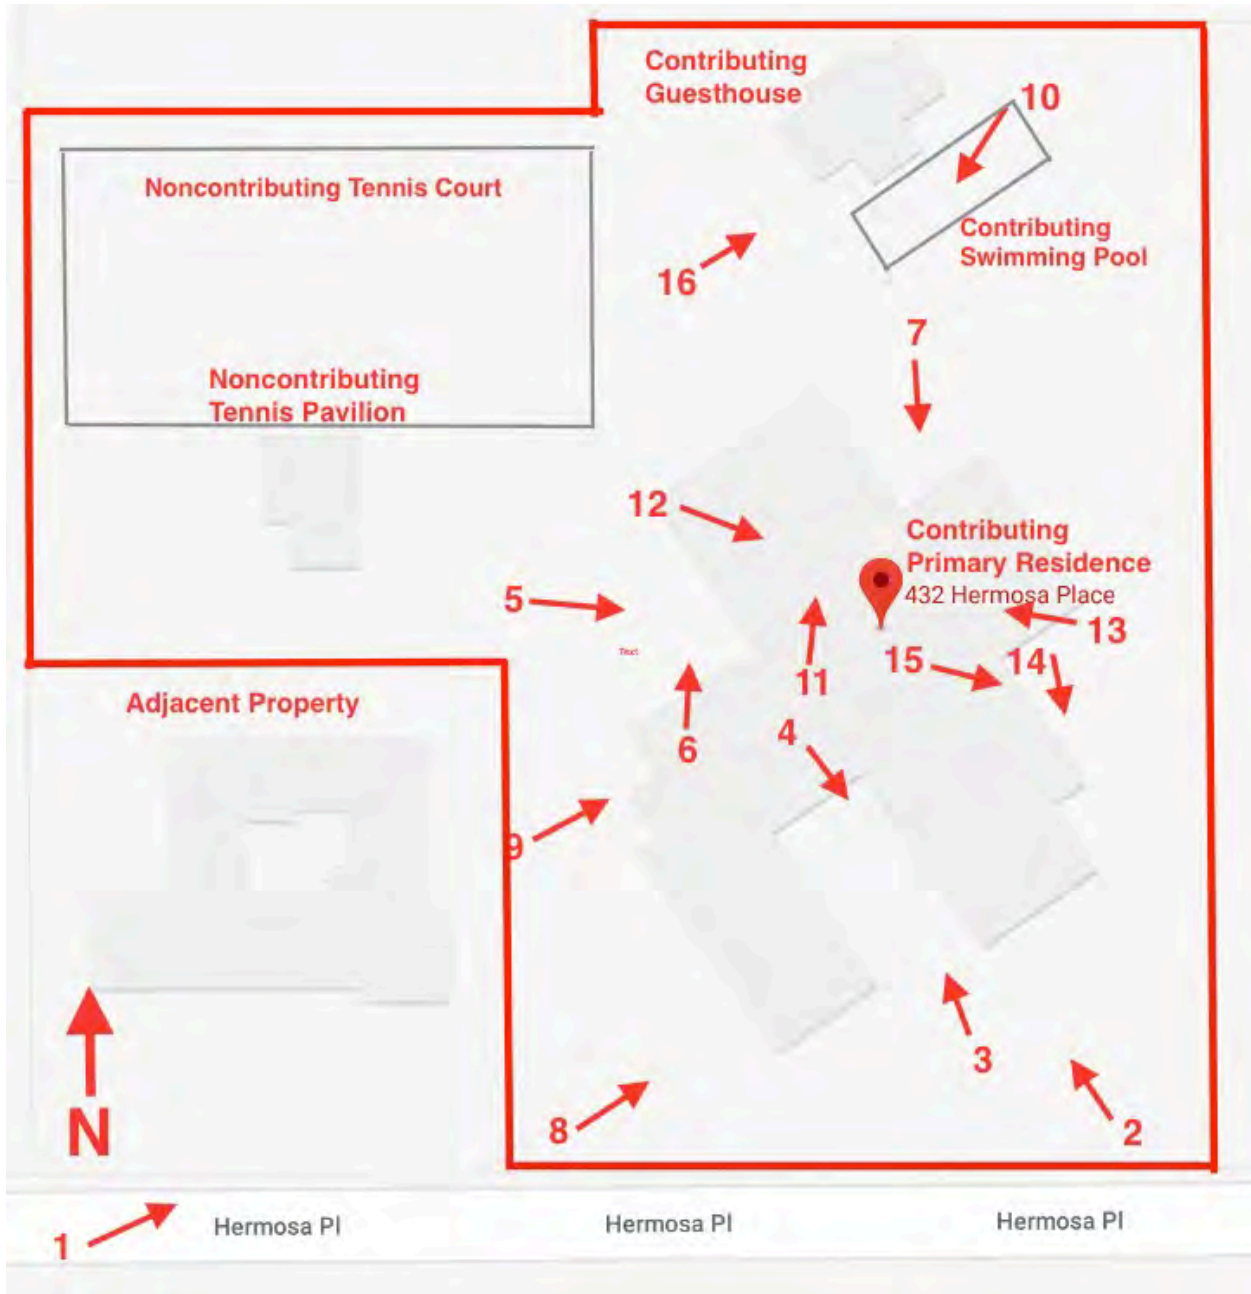 Contributing
Guesthouse
10
Noncontributing Tennis Court
Contributing
Swimming Pool
16
7
Noncontributing
Tennis Pavilion
12
Contributing
Primary Residence
432 Hermosa Place
5
13
Text
15
14
11
Adjacent Property
4
6
9
3
N
8
2
1
Hermosa Pl
Hermosa Pl
Hermosa Pl